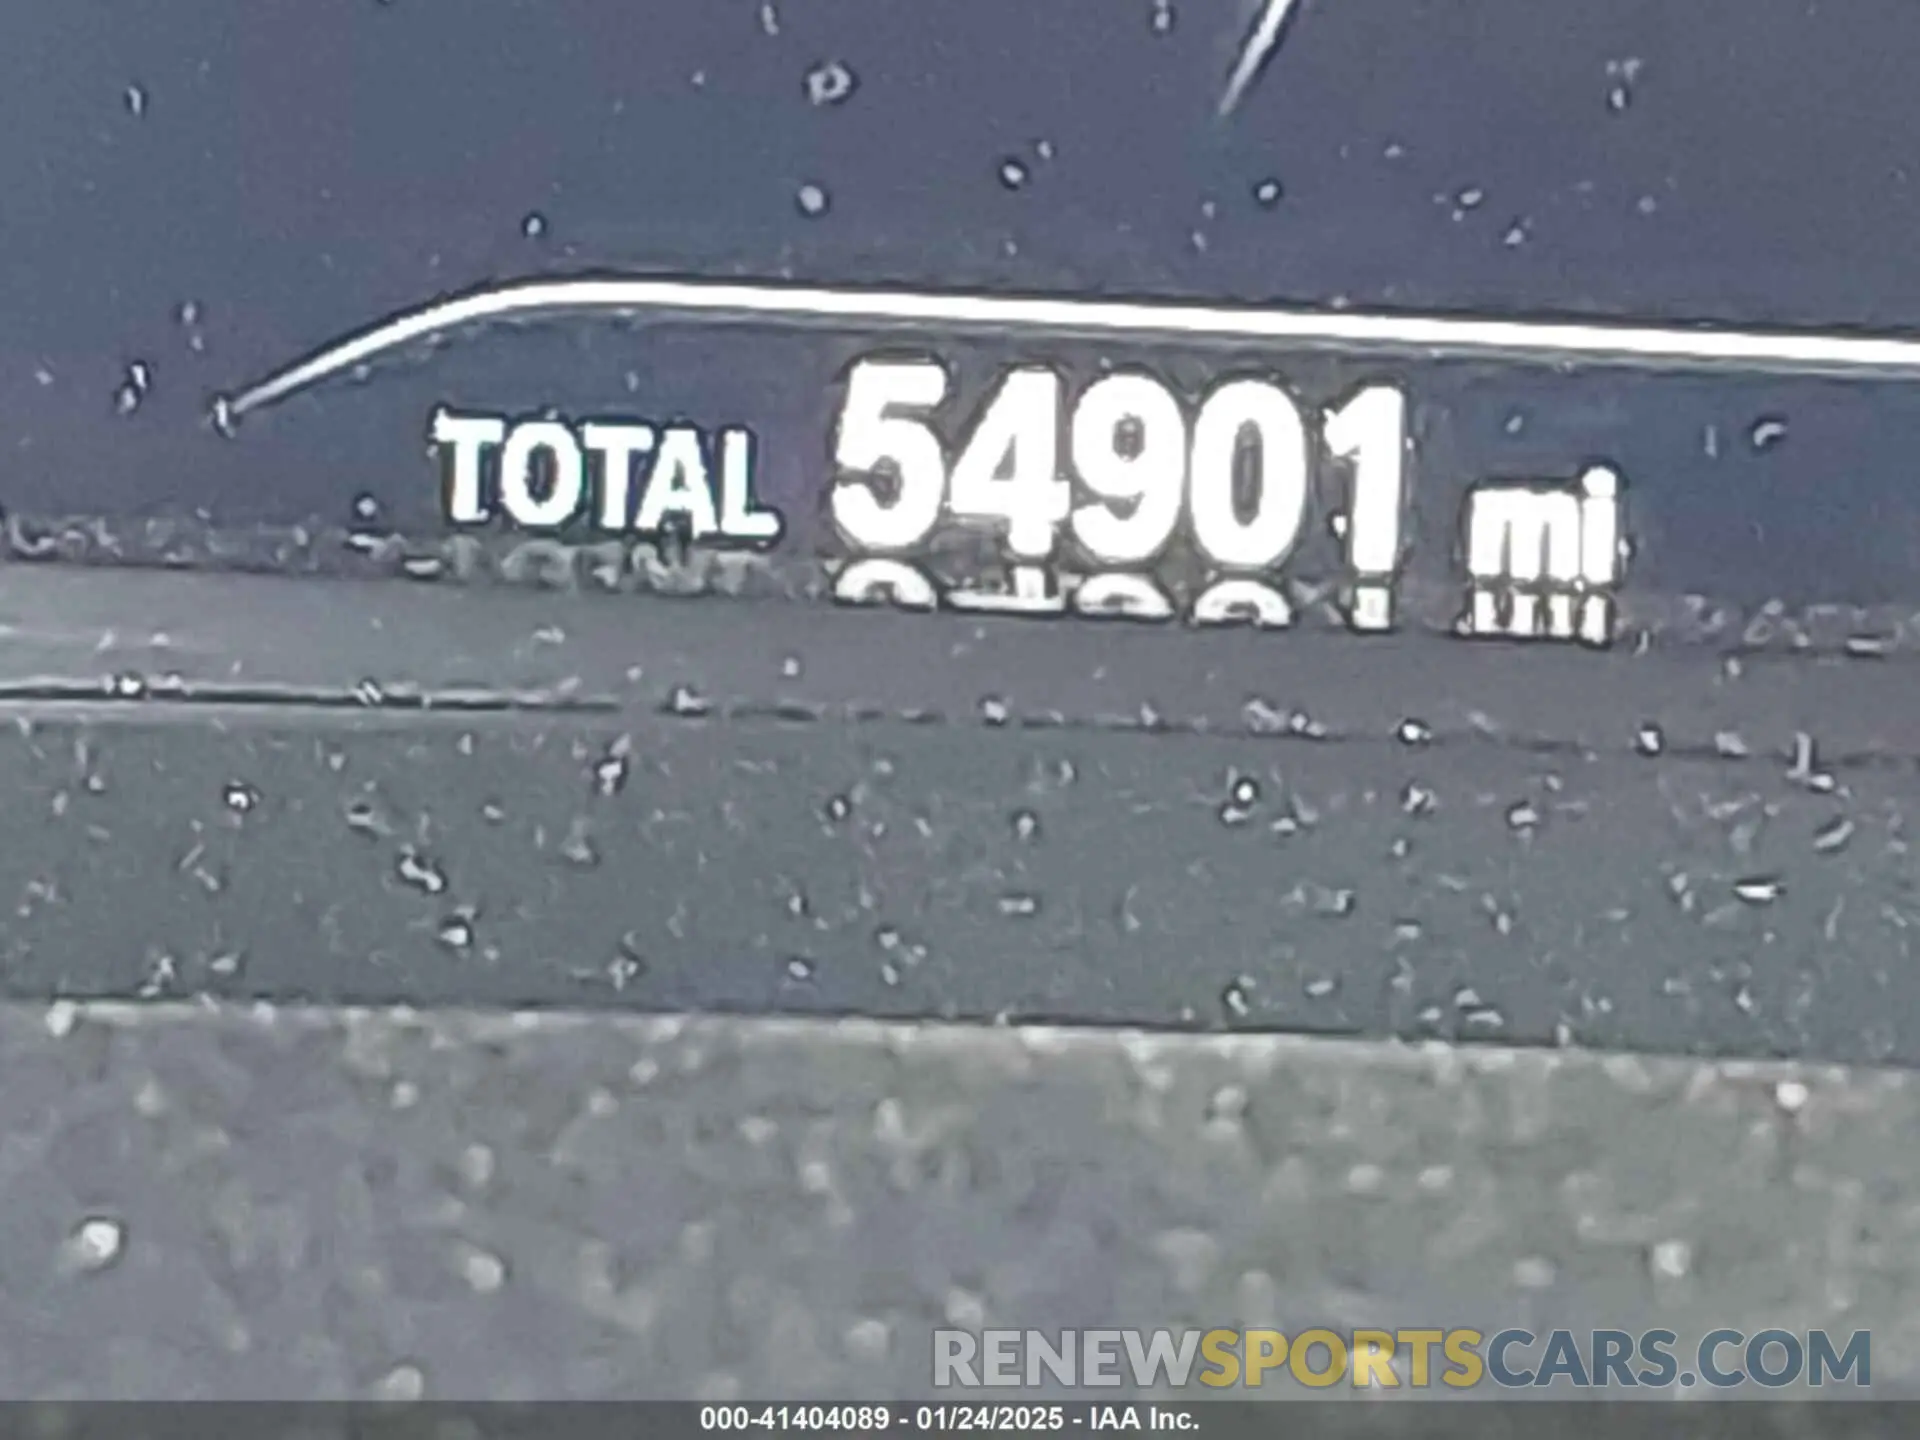 TOTAL 54901 mi
RENEWSPORTSCARS.COM
000-41404089 - 01/24/2025 - IAA Inc.